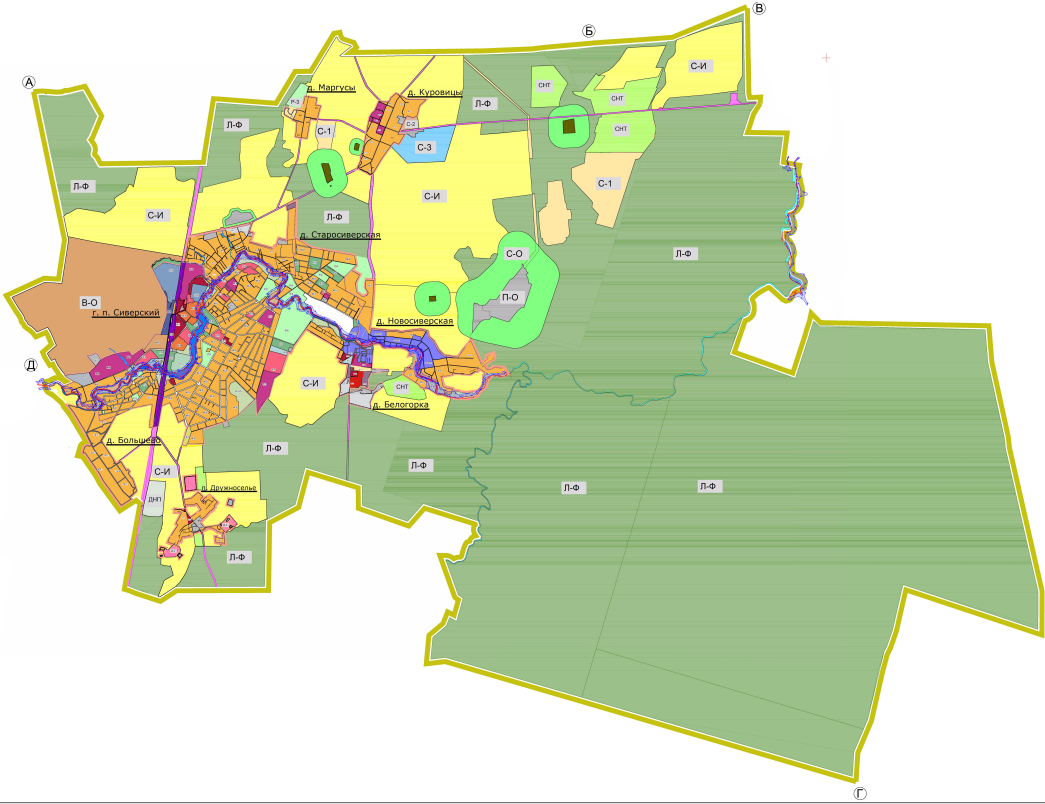 В
Б
А
С-И
СНТ
д. Маргусы
д. Куровицы
СНТ
Р-3
Л-Ф
Л-Ф
С-2
С-1
СНТ
С-3
Л-Ф
С-1
С-И
С-И
Л-Ф
д. Старосиверская
С-О
Л-Ф
П-О
В-О
г. п. Сиверский
д. Новосиверская
Д
С-И
СНТ
д. Белогорка
д. Большево
Л-Ф
Л-Ф
С-И
д. Дружноселье
Л-Ф
Л-Ф
ДНП
Л-Ф
Г